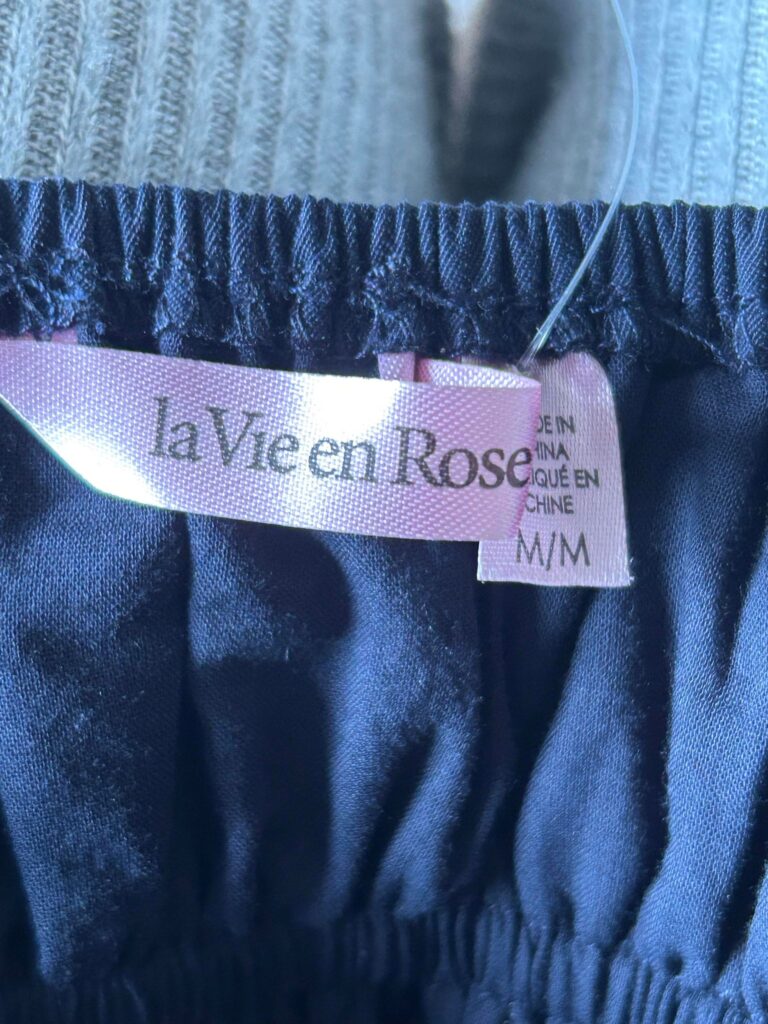 la Vie en Rose
DE IN
HINA
IQUÉ EN
CHINE
M/M